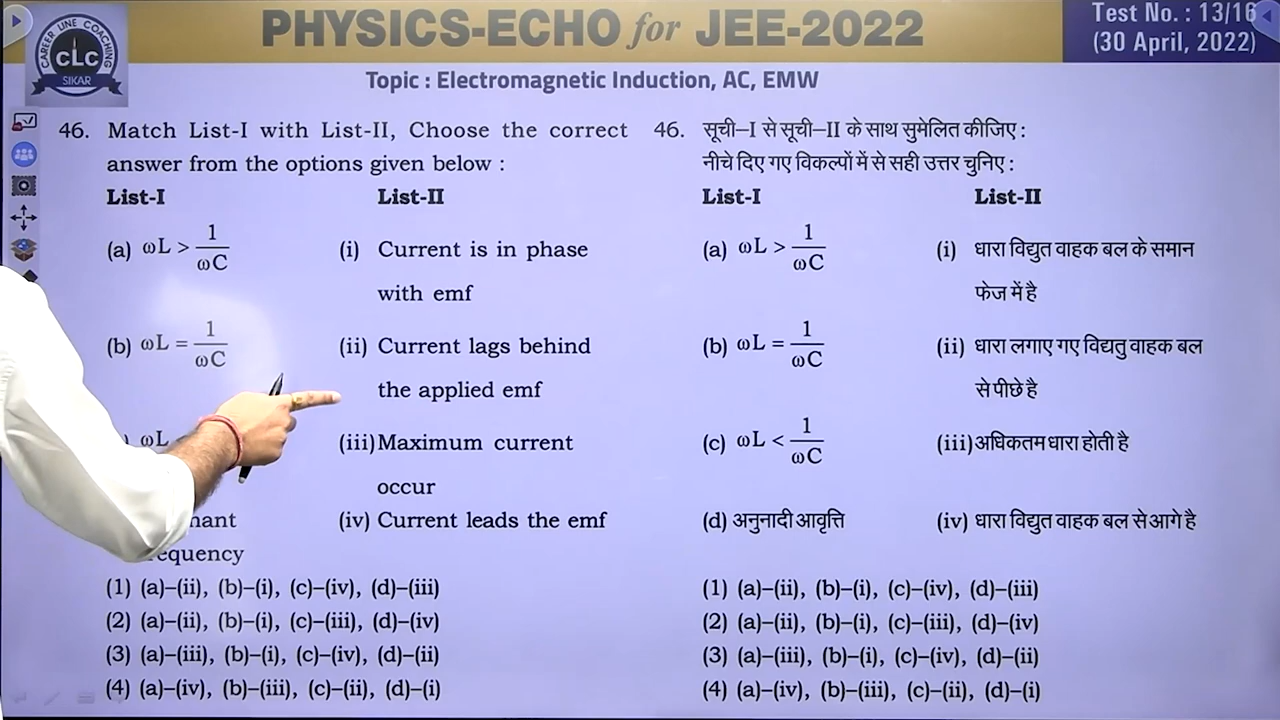 CAREER LINE COACHING
CLC
SIKAR
PHYSICS-ECHO for JEE-2022
Test No. : 13/16
(30 April, 2022)
Topic : Electromagnetic Induction, AC, EMW
46. Match List-I with List-II, Choose the correct
answer from the options given below :
List-I List-II
(a) ωL > 1/ωC (i) Current is in phase
with emf
(b) ωL = 1/ωC (ii) Current lags behind
the applied emf
ωL (iii) Maximum current
occur
(iv) Current leads the emf
(1) (a)–(ii), (b)–(i), (c)–(iv), (d)–(iii)
(2) (a)–(ii), (b)–(i), (c)–(iii), (d)–(iv)
(3) (a)–(iii), (b)–(i), (c)–(iv), (d)–(ii)
(4) (a)–(iv), (b)–(iii), (c)–(ii), (d)–(i)
46. सूची–I से सूची–II के साथ सुमेलित कीजिए :
नीचे दिए गए विकल्पों में से सही उत्तर चुनिए :
List-I List-II
(a) ωL > 1/ωC (i) धारा विद्युत वाहक बल के समान
फेज में है
(b) ωL = 1/ωC (ii) धारा लगाए गए विद्यतु वाहक बल
से पीछे है
(c) ωL < 1/ωC (iii) अधिकतम धारा होती है
(d) अनुनादी आवृत्ति (iv) धारा विद्युत वाहक बल से आगे है
(1) (a)–(ii), (b)–(i), (c)–(iv), (d)–(iii)
(2) (a)–(ii), (b)–(i), (c)–(iii), (d)–(iv)
(3) (a)–(iii), (b)–(i), (c)–(iv), (d)–(ii)
(4) (a)–(iv), (b)–(iii), (c)–(ii), (d)–(i)